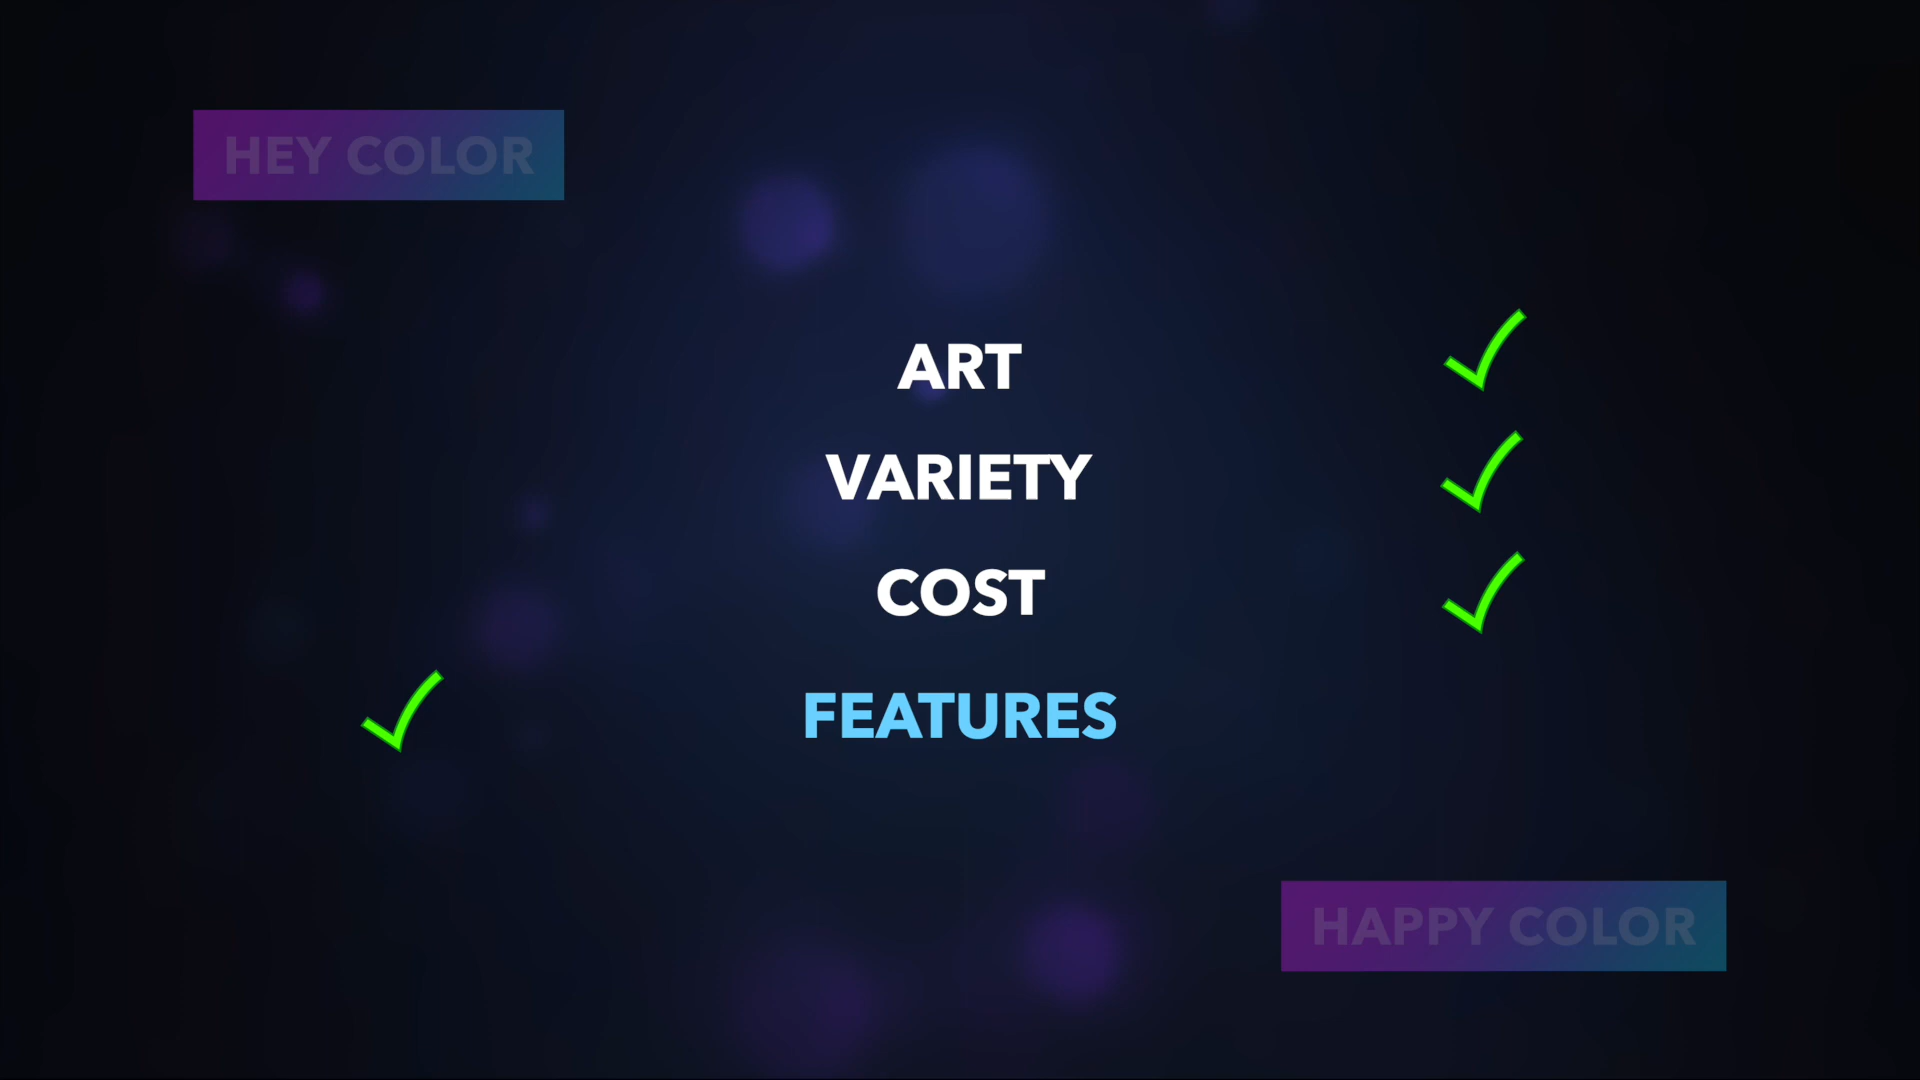 HEY COLOR
ART
VARIETY
COST
FEATURES
HAPPY COLOR